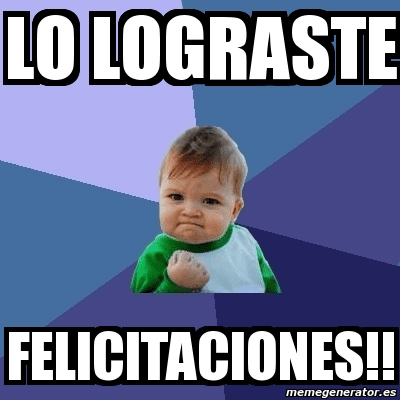 LO LOGRASTE
FELICITACIONES!!
memegenerator.es